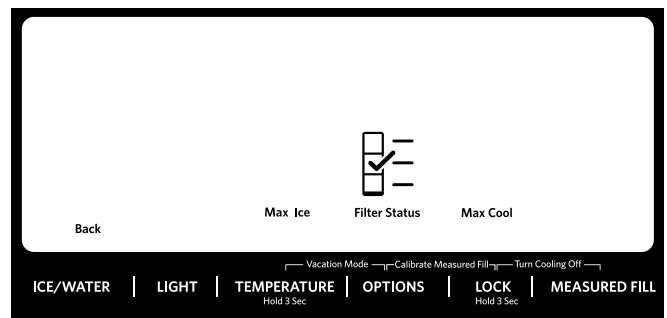 Max Ice Filter Status Max Cool
Back
Vacation Mode Calibrate Measured Fill Turn Cooling Off
ICE/WATER LIGHT TEMPERATURE OPTIONS LOCK MEASURED FILL
Hold 3 Sec Hold 3 Sec